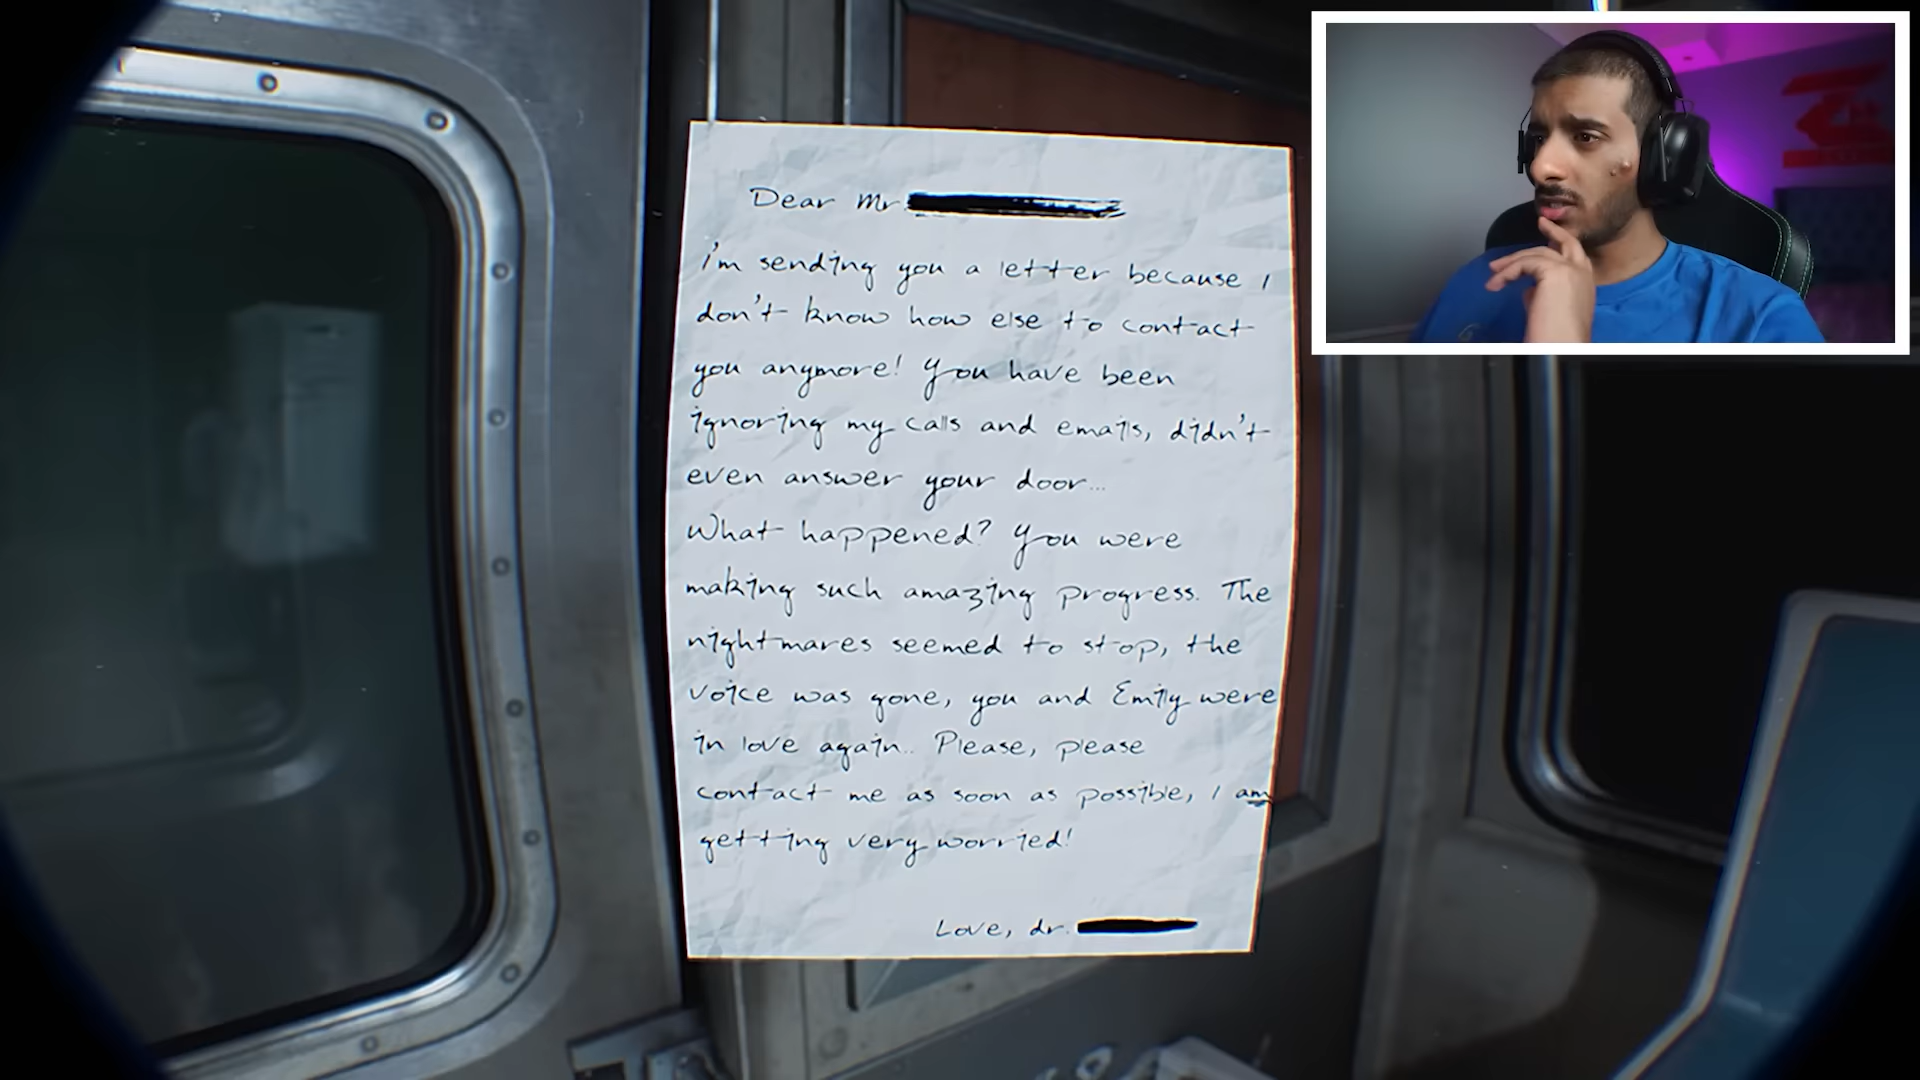 Dear Mr
i'm sending you a letter because I
don't know how else to contact
you anymore! You have been
ignoring my calls and emails, didn't
even answer your door...
What happened? You were
making such amazing progress. The
nightmares seemed to stop, the
voice was gone, you and Emily were
in love again.. Please, please
contact me as soon as possible, I am
getting very worried!
Love, dr.